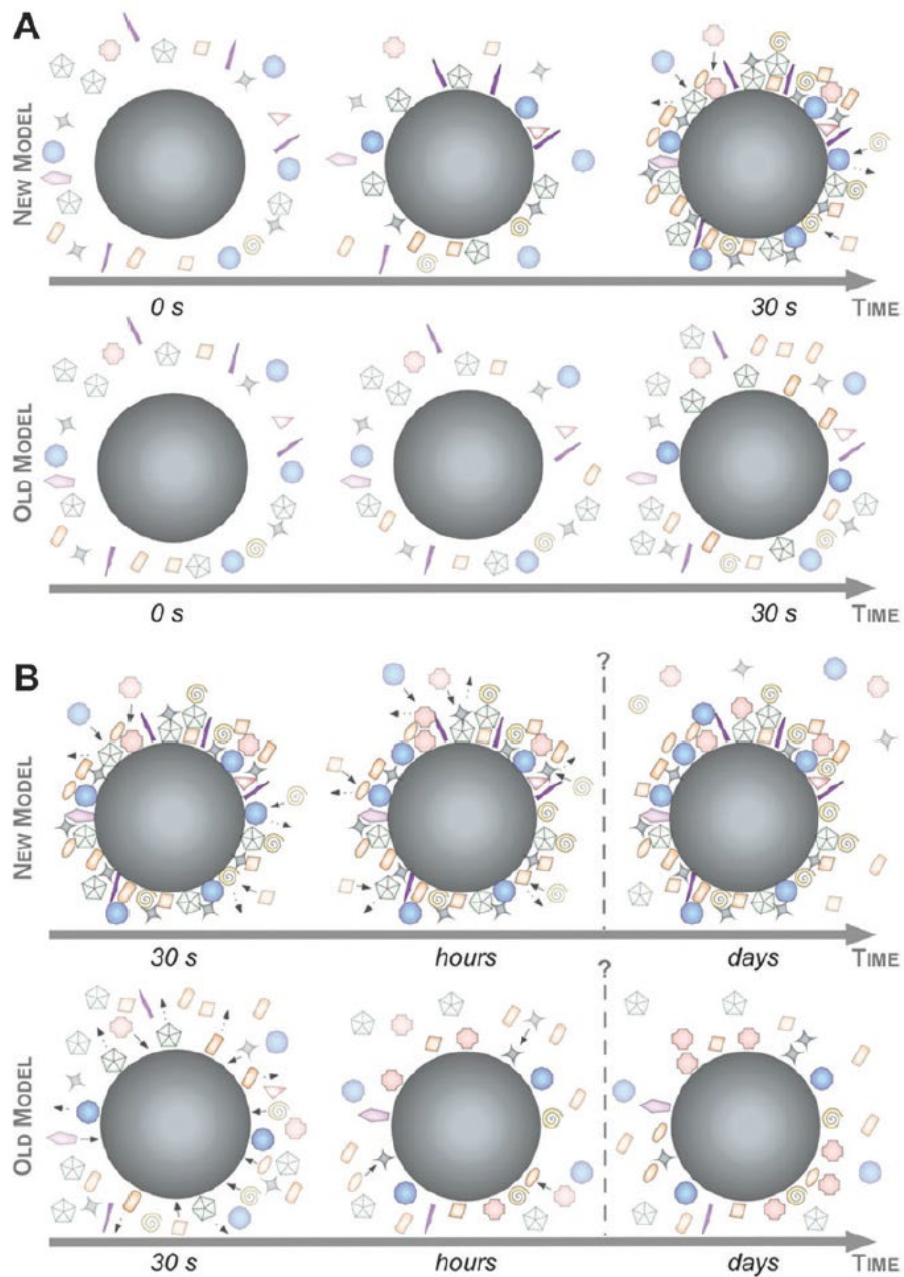 A
NEW MODEL
0 s
30 s
TIME
OLD MODEL
0 s
30 s
TIME
B
?
NEW MODEL
30 s
hours
days
TIME
?
OLD MODEL
30 s
hours
days
TIME